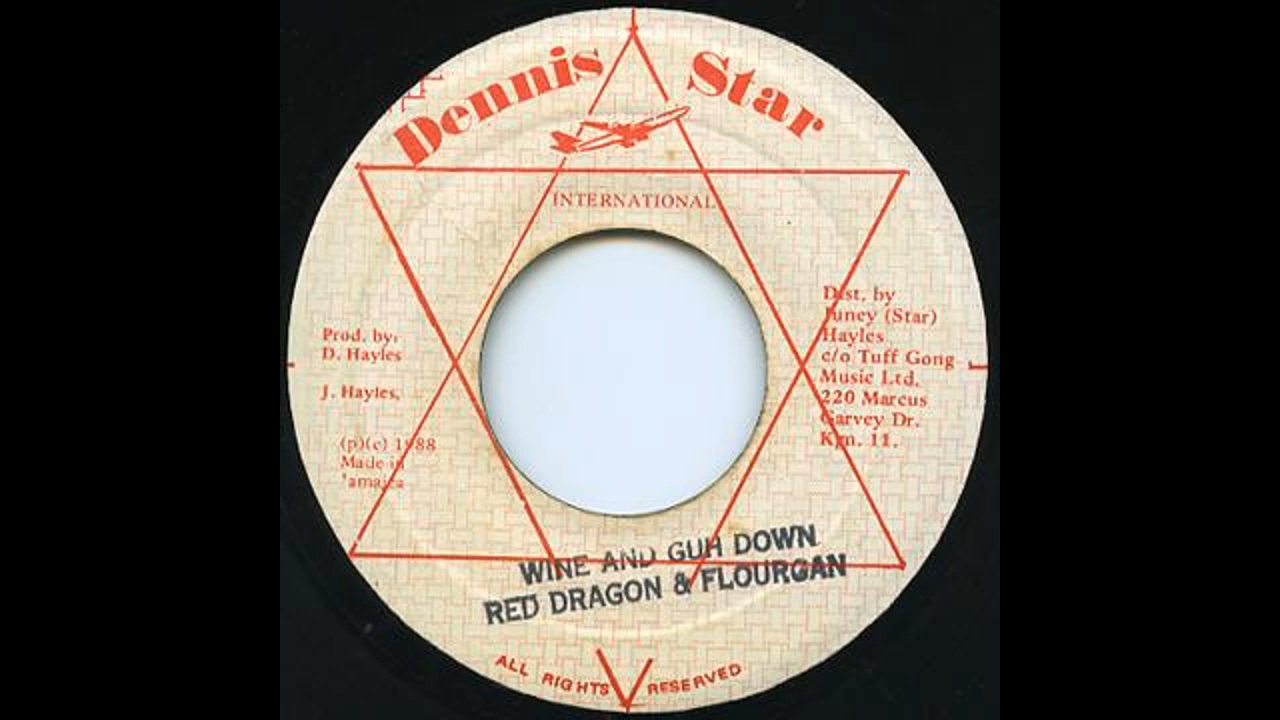 Dennis Star
INTERNATIONAL
Prod. by:
D. Hayles
J. Hayles,
(p)(c) 1988
Made in
'amaica
Dist. by
Juney (Star)
Hayles
c/o Tuff Gong
Music Ltd.
220 Marcus
Garvey Dr.
Kgn. 11.
WINE AND GUH DOWN
RED DRAGON & FLOURGAN
ALL RIGHTS RESERVED